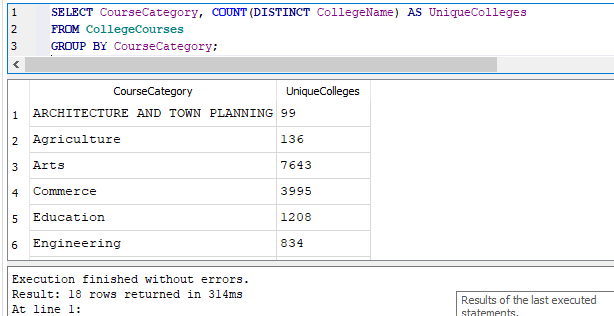 1 SELECT CourseCategory, COUNT(DISTINCT CollegeName) AS UniqueColleges
2 FROM CollegeCourses
3 GROUP BY CourseCategory;
CourseCategory UniqueColleges
1 ARCHITECTURE AND TOWN PLANNING 99
2 Agriculture 136
3 Arts 7643
4 Commerce 3995
5 Education 1208
6 Engineering 834
Execution finished without errors.
Result: 18 rows returned in 314ms
At line 1:
Results of the last executed
statements.